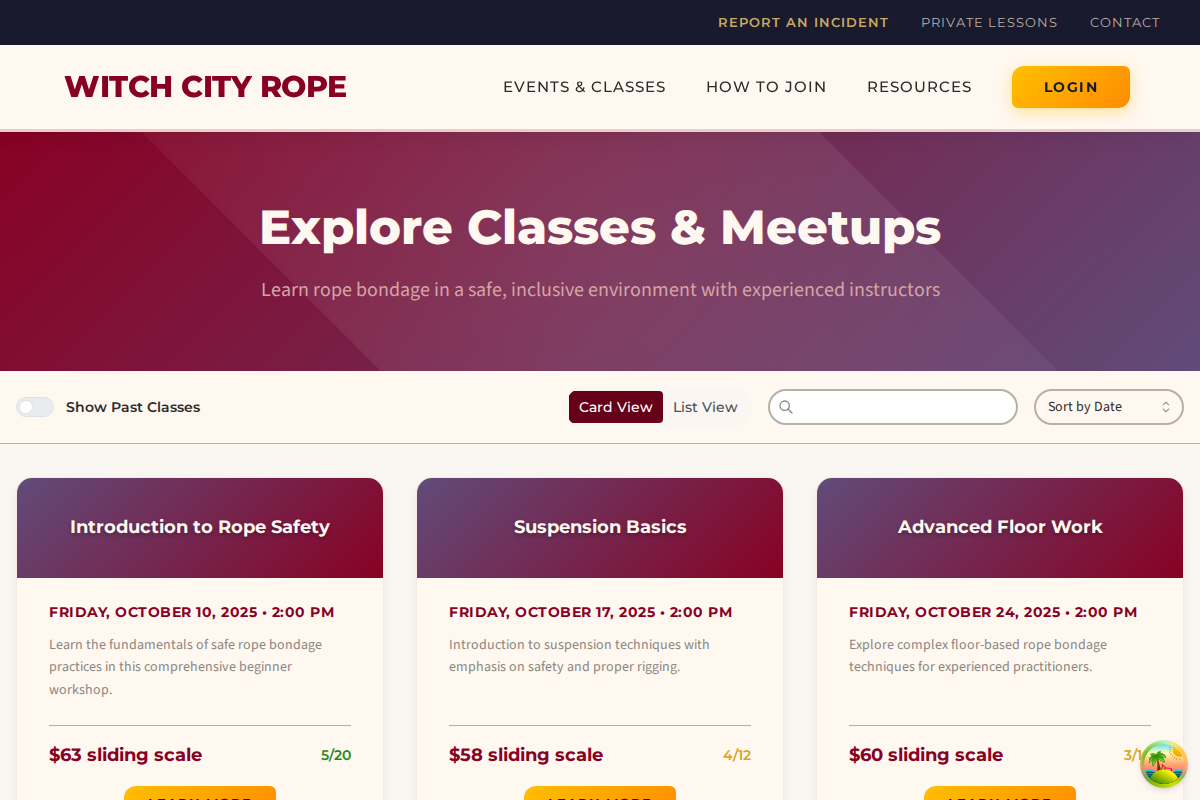 REPORT AN INCIDENT PRIVATE LESSONS CONTACT
WITCH CITY ROPE EVENTS & CLASSES HOW TO JOIN RESOURCES LOGIN
Explore Classes & Meetups
Learn rope bondage in a safe, inclusive environment with experienced instructors
Show Past Classes Card View List View Sort by Date
Introduction to Rope Safety
FRIDAY, OCTOBER 10, 2025 • 2:00 PM
Learn the fundamentals of safe rope bondage
practices in this comprehensive beginner
workshop.
$63 sliding scale 5/20
Suspension Basics
FRIDAY, OCTOBER 17, 2025 • 2:00 PM
Introduction to suspension techniques with
emphasis on safety and proper rigging.
$58 sliding scale 4/12
Advanced Floor Work
FRIDAY, OCTOBER 24, 2025 • 2:00 PM
Explore complex floor-based rope bondage
techniques for experienced practitioners.
$60 sliding scale